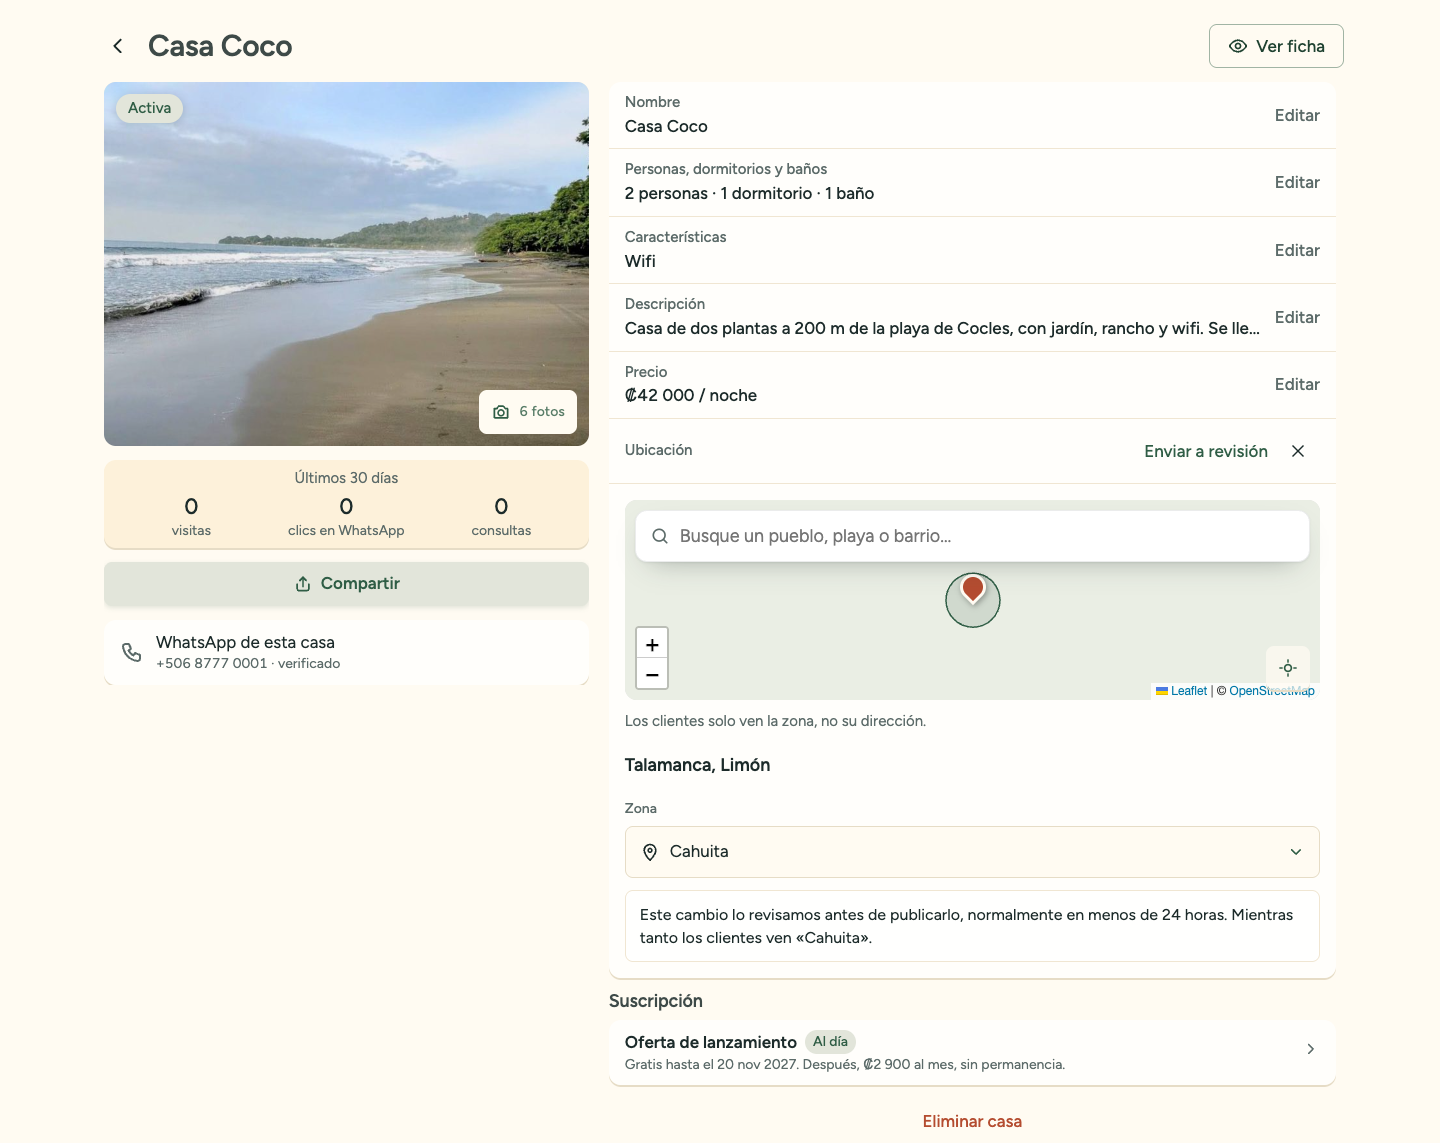 Casa Coco
Ver ficha
Activa
6 fotos
Últimos 30 días
0
visitas
0
clics en WhatsApp
0
consultas
Compartir
WhatsApp de esta casa
+506 8777 0001 · verificado
Nombre
Casa Coco
Editar
Personas, dormitorios y baños
2 personas · 1 dormitorio · 1 baño
Editar
Características
Wifi
Editar
Descripción
Casa de dos plantas a 200 m de la playa de Cocles, con jardín, rancho y wifi. Se lle…
Editar
Precio
₡42 000 / noche
Editar
Ubicación
Enviar a revisión
Busque un pueblo, playa o barrio…
+
−
Leaflet | © OpenStreetMap
Los clientes solo ven la zona, no su dirección.
Talamanca, Limón
Zona
Cahuita
Este cambio lo revisamos antes de publicarlo, normalmente en menos de 24 horas. Mientras
tanto los clientes ven «Cahuita».
Suscripción
Oferta de lanzamiento Al día
Gratis hasta el 20 nov 2027. Después, ₡2 900 al mes, sin permanencia.
Eliminar casa